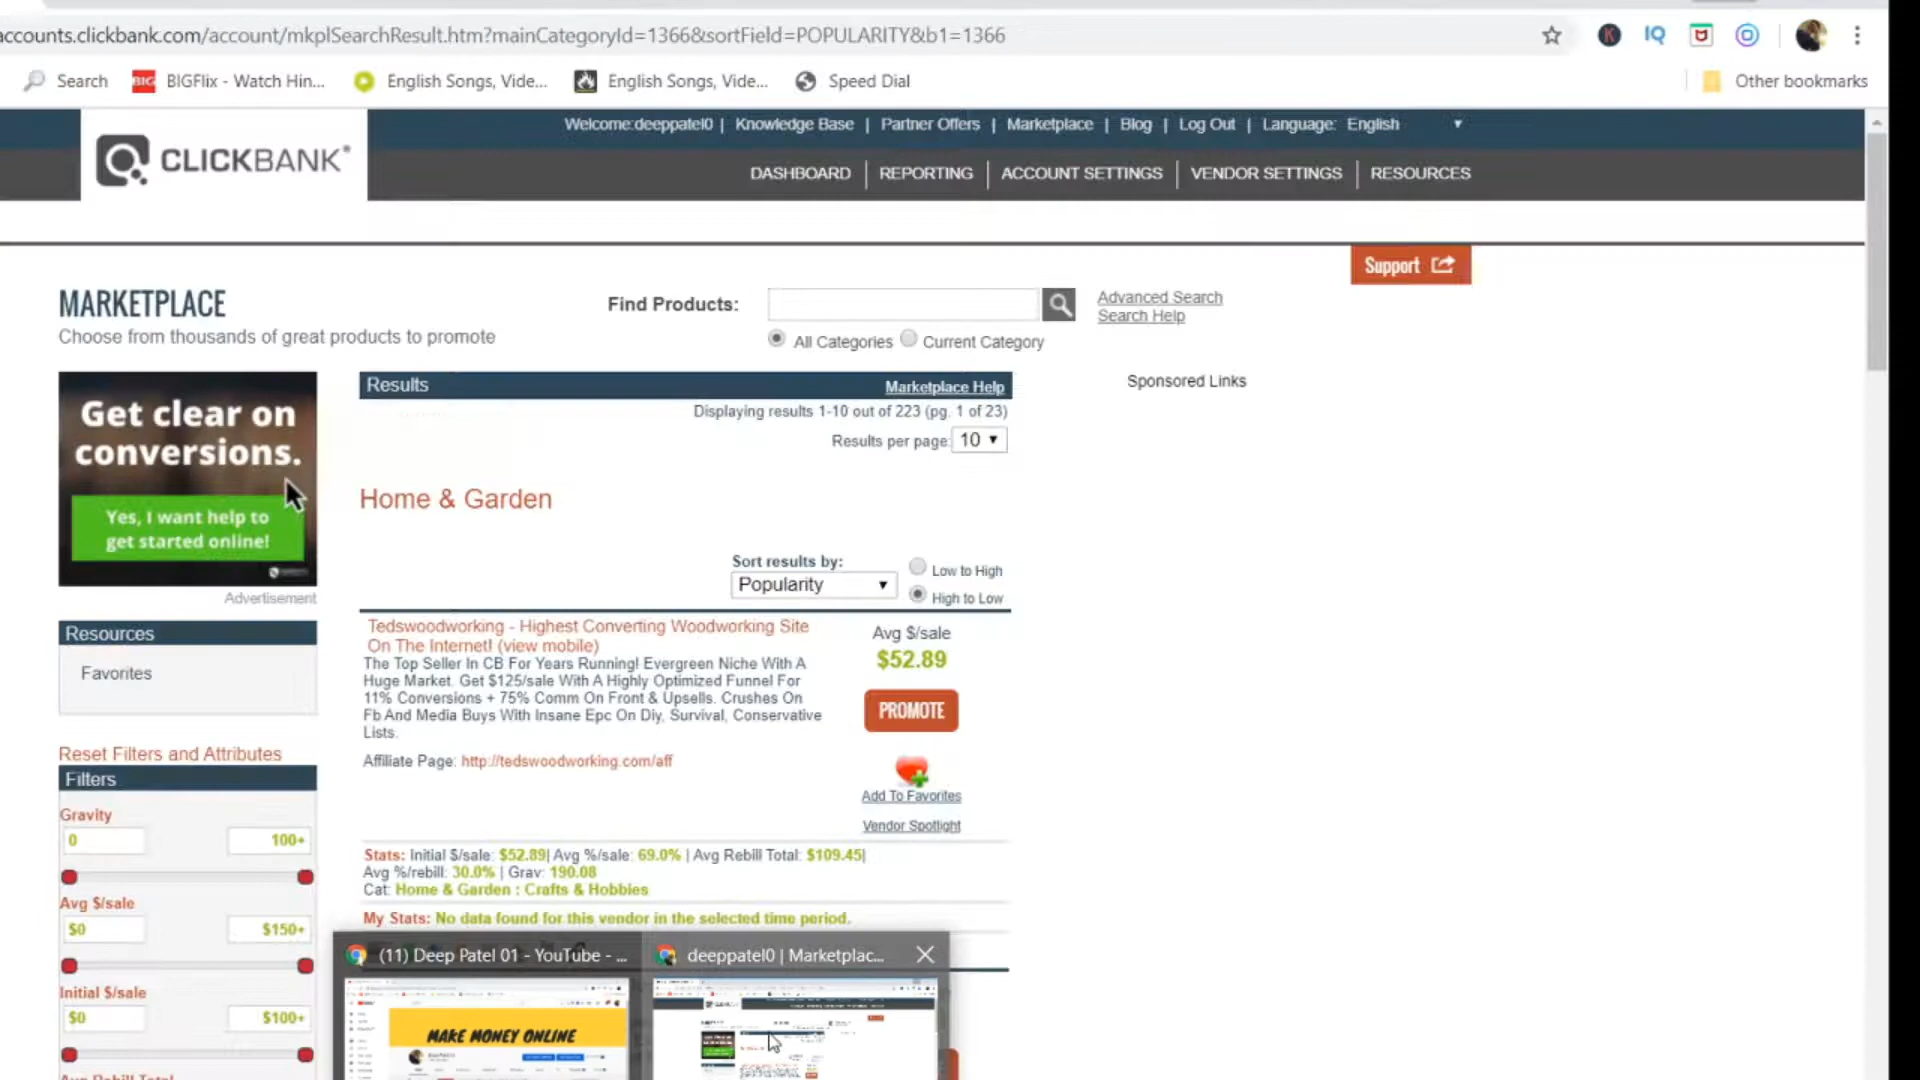 accounts.clickbank.com/account/mkplSearchResult.htm?mainCategoryId=1366&sortField=POPULARITY&b1=1366
IQ
Search
BIG
BIGFlix - Watch Hin...
English Songs, Vide...
English Songs, Vide...
Speed Dial
Other bookmarks
Welcome:deeppatel0 | Knowledge Base | Partner Offers | Marketplace | Blog | Log Out | Language: English
CLICKBANK®
DASHBOARD | REPORTING | ACCOUNT SETTINGS | VENDOR SETTINGS | RESOURCES
Support
MARKETPLACE
Choose from thousands of great products to promote
Find Products:
Advanced Search
Search Help
All Categories
Current Category
Get clear on
conversions.
Yes, I want help to
get started online!
Advertisement
Results
Marketplace Help
Sponsored Links
Displaying results 1-10 out of 223 (pg. 1 of 23)
Results per page: 10
Home & Garden
Sort results by:
Popularity
Low to High
High to Low
Resources
Favorites
Tedswoodworking - Highest Converting Woodworking Site
On The Internet! (view mobile)
The Top Seller In CB For Years Running! Evergreen Niche With A
Huge Market. Get $125/sale With A Highly Optimized Funnel For
11% Conversions + 75% Comm On Front & Upsells. Crushes On
Fb And Media Buys With Insane Epc On Diy, Survival, Conservative
Lists.
Affiliate Page: http://tedswoodworking.com/aff
Avg $/sale
$52.89
PROMOTE
Add To Favorites
Vendor Spotlight
Stats: Initial $/sale: $52.89| Avg %/sale: 69.0% | Avg Rebill Total: $109.45|
Avg %/rebill: 30.0% | Grav: 190.08
Cat: Home & Garden : Crafts & Hobbies
My Stats: No data found for this vendor in the selected time period.
Reset Filters and Attributes
Filters
Gravity
0
100+
Avg $/sale
$0
$150+
Initial $/sale
$0
$100+
Avg Rebill Total
(11) Deep Patel 01 - YouTube - ...
deeppatel0 | Marketplac...
MAKE MONEY ONLINE